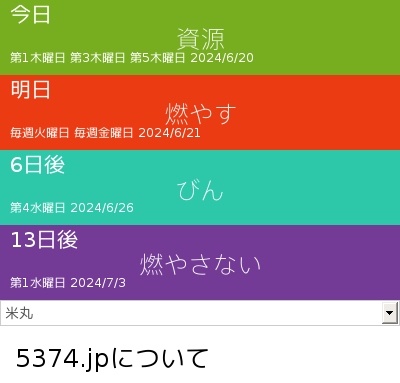 今日
資源
第1木曜日 第3木曜日 第5木曜日 2024/6/20
明日
燃やす
毎週火曜日 毎週金曜日 2024/6/21
6日後
びん
第4水曜日 2024/6/26
13日後
燃やさない
第1水曜日 2024/7/3
米丸
5374.jpについて